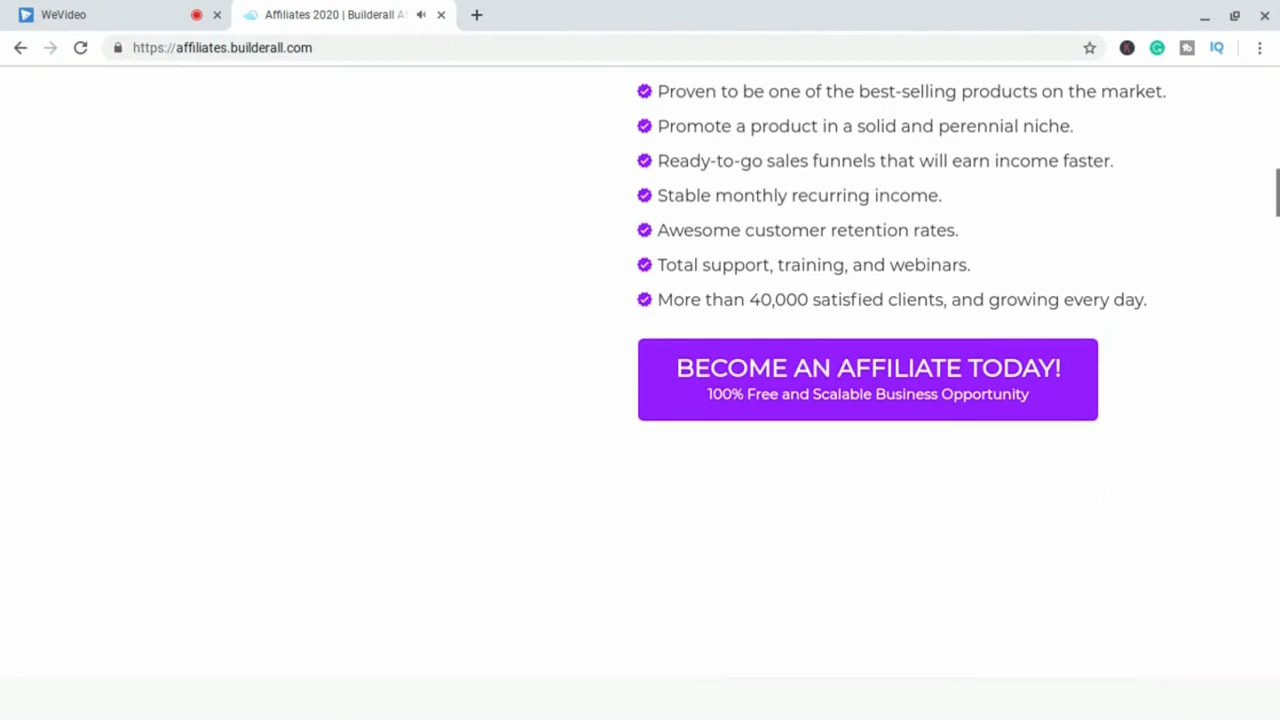 WeVideo
Affiliates 2020 | Builderall A
https://affiliates.builderall.com
IQ
Proven to be one of the best-selling products on the market.
Promote a product in a solid and perennial niche.
Ready-to-go sales funnels that will earn income faster.
Stable monthly recurring income.
Awesome customer retention rates.
Total support, training, and webinars.
More than 40,000 satisfied clients, and growing every day.
BECOME AN AFFILIATE TODAY!
100% Free and Scalable Business Opportunity